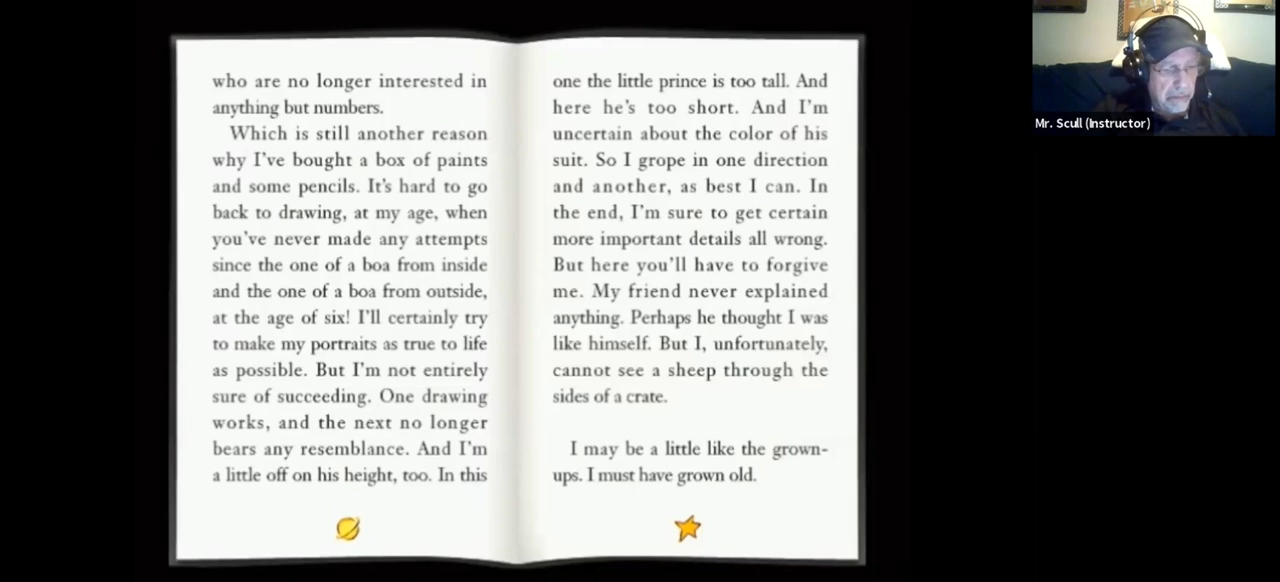 who are no longer interested in
anything but numbers.
Which is still another reason
why I've bought a box of paints
and some pencils. It's hard to go
back to drawing, at my age, when
you've never made any attempts
since the one of a boa from inside
and the one of a boa from outside,
at the age of six! I'll certainly try
to make my portraits as true to life
as possible. But I'm not entirely
sure of succeeding. One drawing
works, and the next no longer
bears any resemblance. And I'm
a little off on his height, too. In this
one the little prince is too tall. And
here he's too short. And I'm
uncertain about the color of his
suit. So I grope in one direction
and another, as best I can. In
the end, I'm sure to get certain
more important details all wrong.
But here you'll have to forgive
me. My friend never explained
anything. Perhaps he thought I was
like himself. But I, unfortunately,
cannot see a sheep through the
sides of a crate.
I may be a little like the grown-
ups. I must have grown old.
Mr. Scull (Instructor)